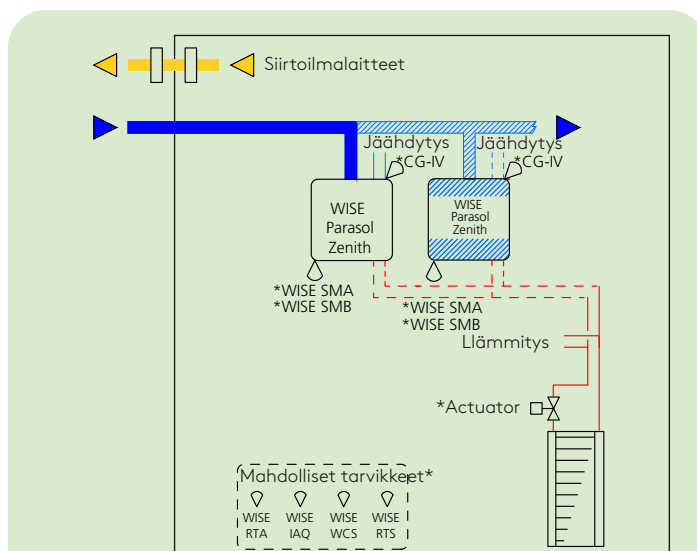 Siirtoilmalaitteet
Jäähdytys
*CG-IV
Jäähdytys
*CG-IV
WISE
Parasol
Zenith
WISE
Parasol
Zenith
*WISE SMA
*WISE SMB
*WISE SMA
*WISE SMB
Llämmitys
*Actuator
Mahdolliset tarvikkeet*
WISE
RTA
WISE
IAQ
WISE
WCS
WISE
RTS